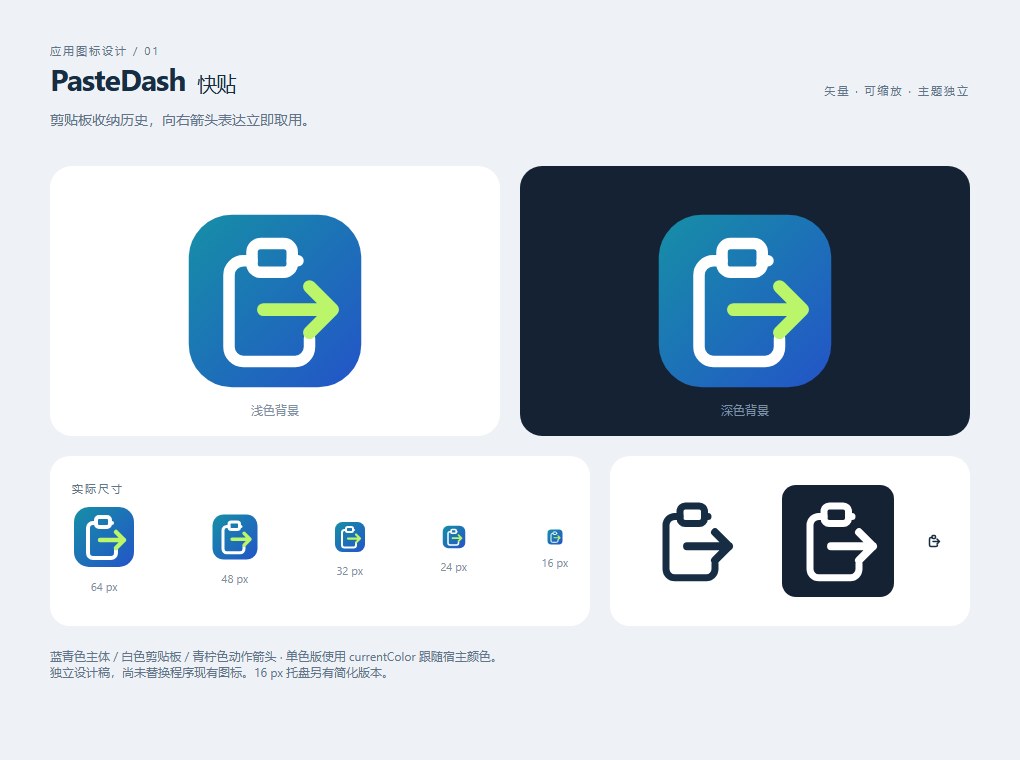 应用图标设计 / 01
PasteDash 快贴
矢量 · 可缩放 · 主题独立
剪贴板收纳历史，向右箭头表达立即取用。
浅色背景
深色背景
实际尺寸
64 px
48 px
32 px
24 px
16 px
蓝青色主体 / 白色剪贴板 / 青柠色动作箭头 · 单色版使用 currentColor 跟随宿主颜色。
独立设计稿，尚未替换程序现有图标。16 px 托盘另有简化版本。